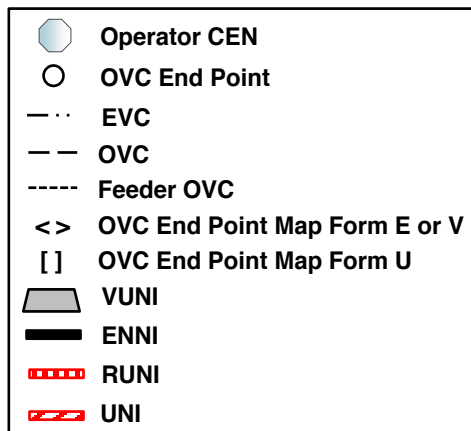 Operator CEN
OVC End Point
EVC
OVC
Feeder OVC
< > OVC End Point Map Form E or V
[ ] OVC End Point Map Form U
VUNI
ENNI
RUNI
UNI